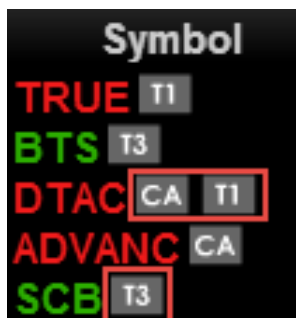 Symbol
TRUE T1
BTS T3
DTAC CA T1
ADVANC CA
SCB T3